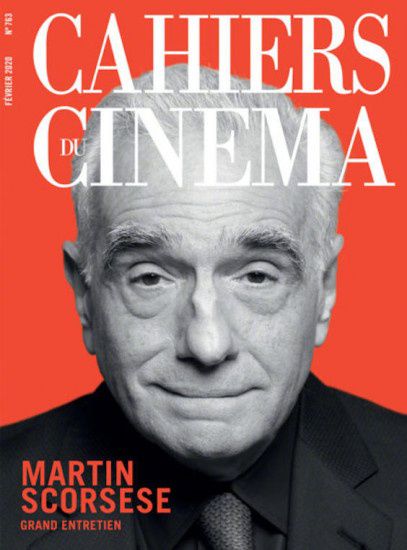 FÉVRIER 2020
N° 763
CAHIERS
DU
CINEMA
MARTIN
SCORSESE
GRAND ENTRETIEN